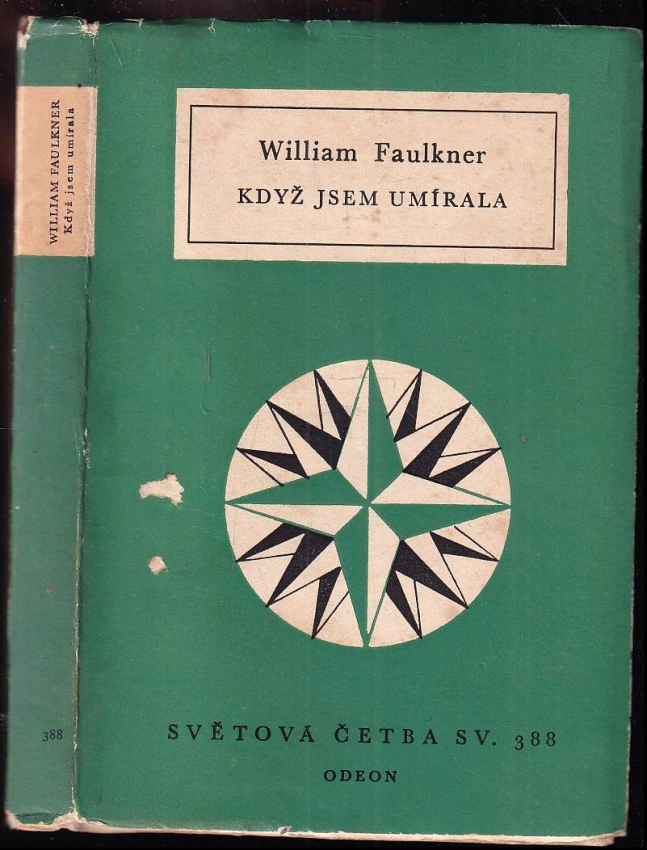 WILLIAM FAULKNER
Když jsem umírala
388
William Faulkner
KDYŽ JSEM UMÍRALA
SVĚTOVÁ ČETBA SV. 388
ODEON